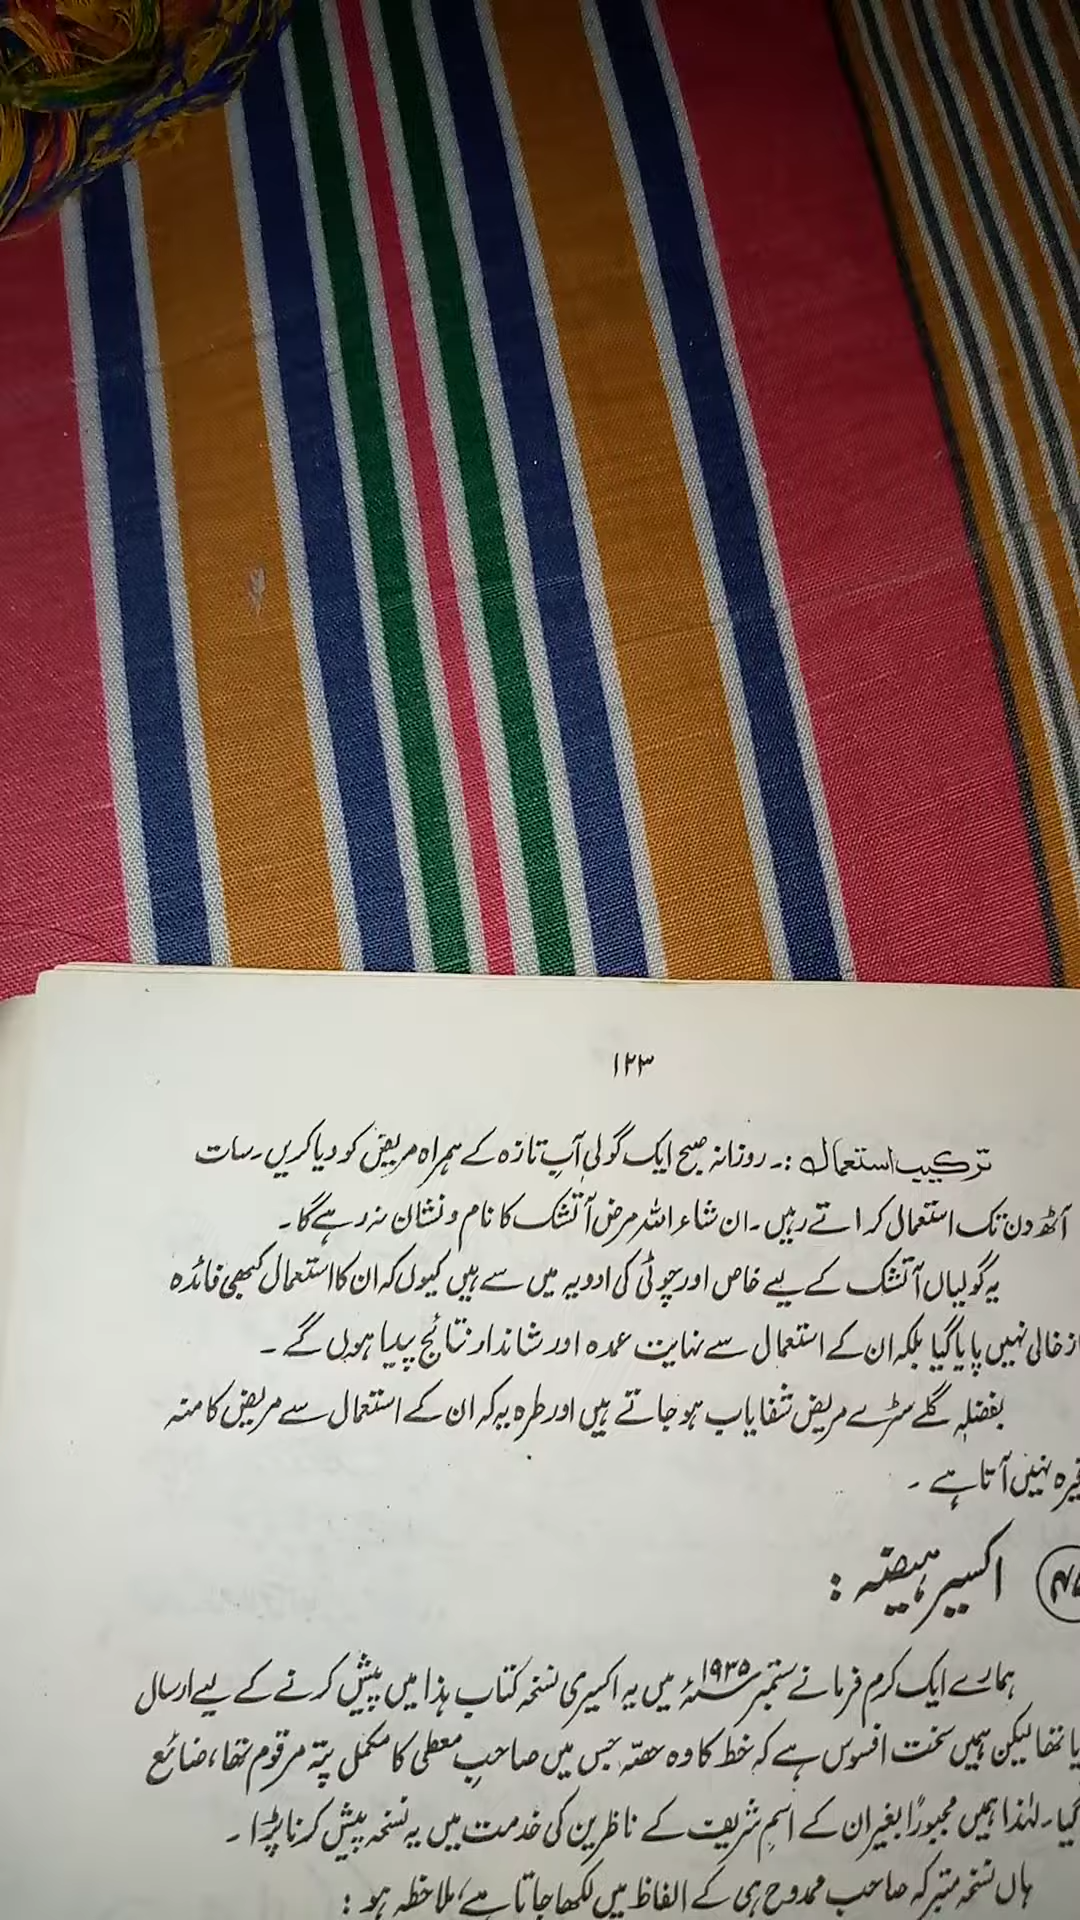 ۱۲۳
ترکیب استعمال :۔ روزانہ صبح ایک گولی آبِ تازہ کے ہمراہ مریض کو دیا کریں۔ سات
آٹھ دن تک استعمال کراتے رہیں۔ ان شاء اللہ مرض آتشک کا نام و نشان نہ رہے گا۔
یہ گولیاں آتشک کے لیے خاص اور چوٹی کی ادویہ میں سے ہیں کیوں کہ ان کا استعمال کبھی فائدہ
از خالی نہیں پایا گیا بلکہ ان کے استعمال سے نہایت عمدہ اور شاندار نتائج پیدا ہوں گے۔
بفضلہٖ گلے سڑے مریض شفایاب ہو جاتے ہیں اور طرہ یہ کہ ان کے استعمال سے مریض کا منہ
نہیں آتا ہے۔
اکسیر ہیضہ :
ہمارے ایک کرم فرما نے ستمبر ۱۹۳۵ء میں یہ اکسیری نسخہ کتاب ہذا میں پیش کرنے کے لیے ارسال
تھا لیکن ہمیں سخت افسوس ہے کہ خط کا وہ حصّہ جس میں صاحبِ معطی کا مکمل پتہ مرقوم تھا، ضائع
گیا۔ لہٰذا ہمیں مجبوراً بغیر ان کے اسمِ شریف کے ناظرین کی خدمت میں یہ نسخہ پیش کرنا پڑا۔
ہاں نسخہ متبرکہ صاحب ممدوح ہی کے الفاظ میں لکھا جاتا ہے، ملاحظہ ہو :